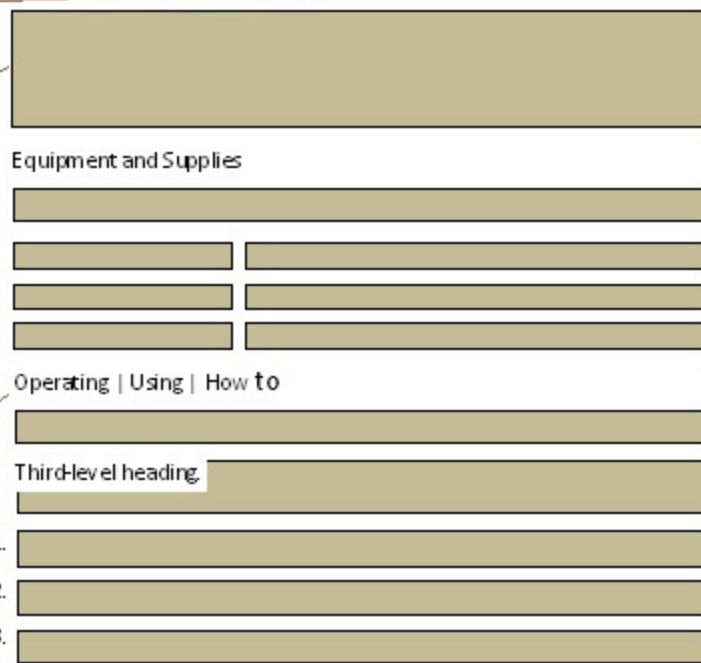 Equipment and Supplies
Operating | Using | How to
Third-level heading.